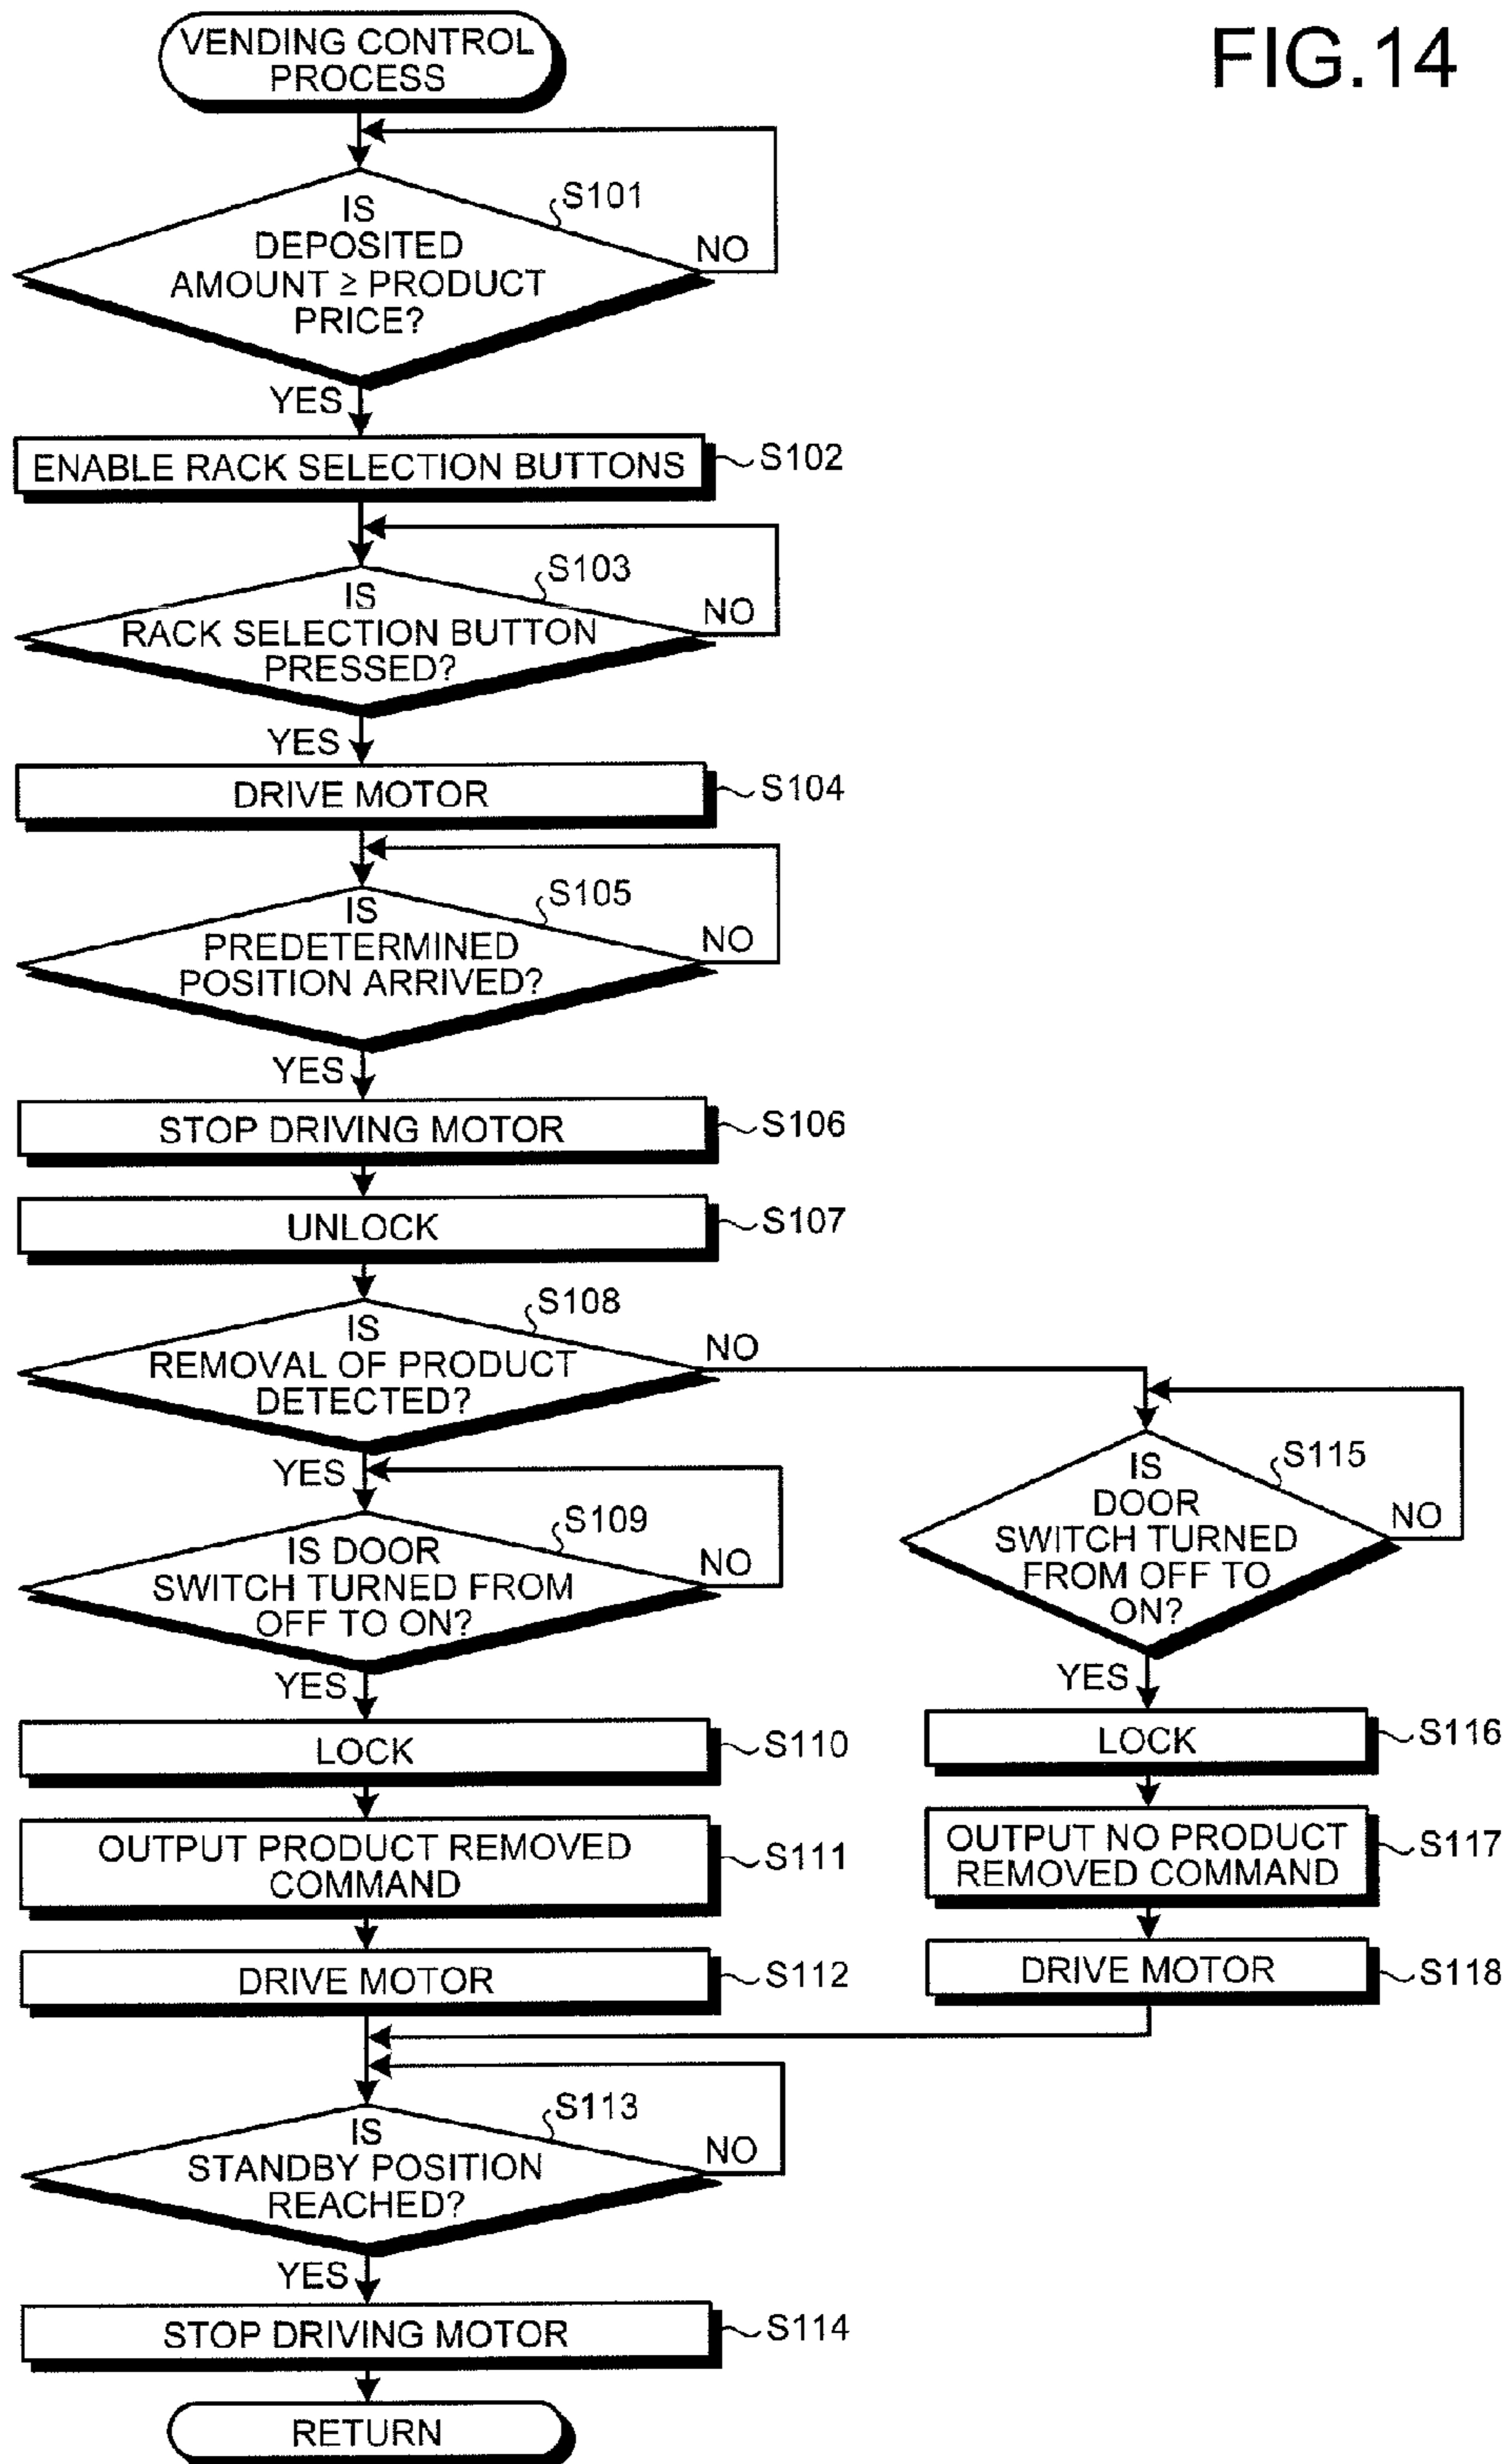 FIG.14
VENDING CONTROL
PROCESS
S101
IS
DEPOSITED
AMOUNT ≥ PRODUCT
PRICE?
NO
YES
ENABLE RACK SELECTION BUTTONS
S102
S103
IS
RACK SELECTION BUTTON
PRESSED?
NO
YES
DRIVE MOTOR
S104
S105
IS
PREDETERMINED
POSITION ARRIVED?
NO
YES
STOP DRIVING MOTOR
S106
UNLOCK
S107
S108
IS
REMOVAL OF PRODUCT
DETECTED?
NO
YES
S109
IS DOOR
SWITCH TURNED FROM
OFF TO ON?
NO
YES
LOCK
S110
OUTPUT PRODUCT REMOVED
COMMAND
S111
DRIVE MOTOR
S112
S115
IS
DOOR
SWITCH TURNED
FROM OFF TO
ON?
NO
YES
LOCK
S116
OUTPUT NO PRODUCT
REMOVED COMMAND
S117
DRIVE MOTOR
S118
S113
IS
STANDBY POSITION
REACHED?
NO
YES
STOP DRIVING MOTOR
S114
RETURN